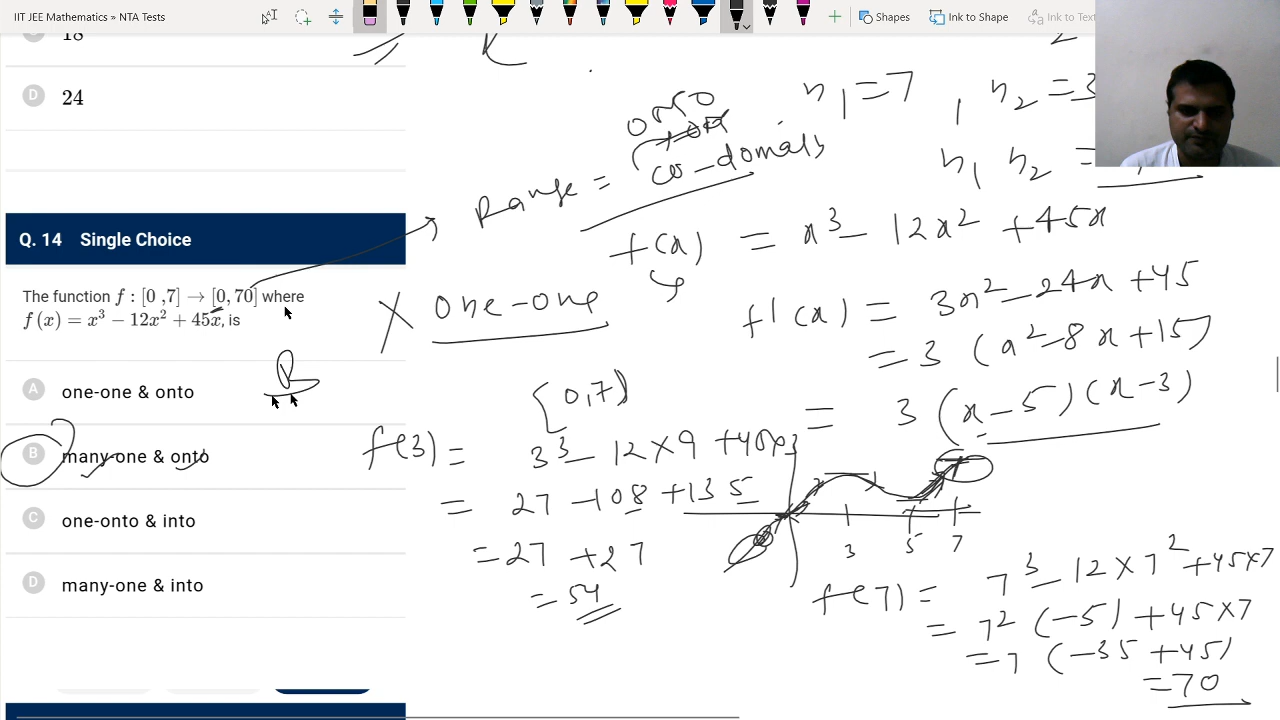 IIT JEE Mathematics » NTA Tests
Shapes
Ink to Shape
Ink to Text
C 18
D 24
Q. 14 Single Choice
The function f : [0 ,7] → [0, 70] where
f (x) = x³ − 12x² + 45x, is
A one-one & onto
B many-one & onto
C one-onto & into
D many-one & into
n₁ = 7 , n₂ = 3
n₁ n₂ =
onto
Range = co-domain
f(x) = x³ − 12x² + 45x
X one-one
f'(x) = 3x² − 24x + 45
= 3 (x² − 8x + 15)
[0,7]
= 3 (x − 5) (x − 3)
f(3) = 3³ − 12 × 9 + 45×3
= 27 − 108 + 135
= 27 + 27
= 54
3 5 7
f(7) = 7³ − 12 × 7² + 45×7
= 7² (−5) + 45×7
= 7 (−35 + 45)
= 70